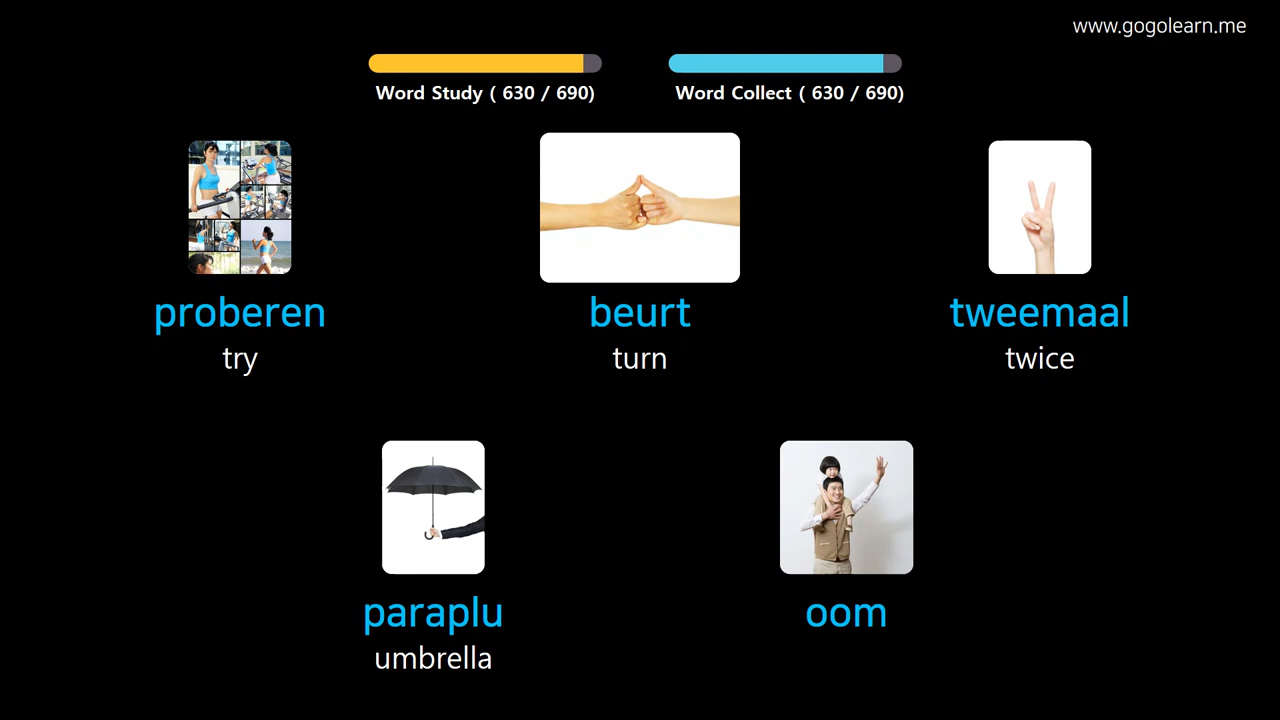 www.gogolearn.me
Word Study ( 630 / 690)
Word Collect ( 630 / 690)
proberen
try
beurt
turn
tweemaal
twice
paraplu
umbrella
oom